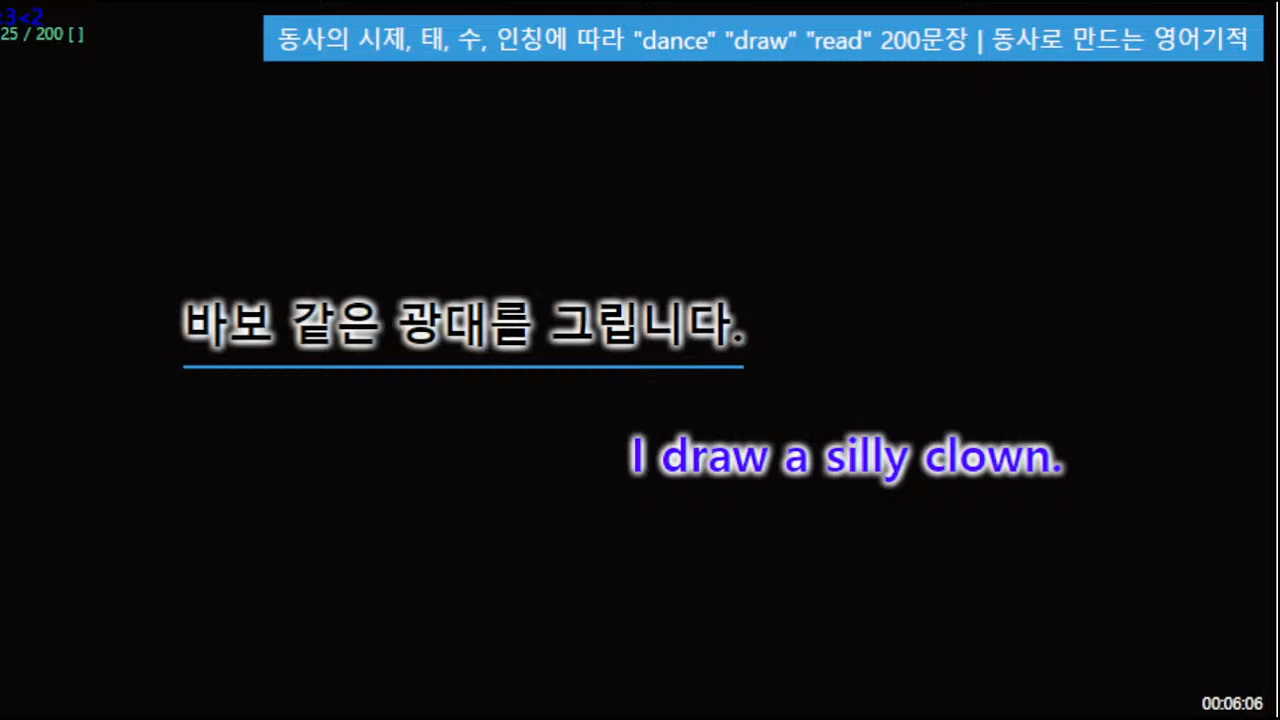 :3<2
25 / 200 [ ]
동사의 시제, 태, 수, 인칭에 따라 "dance" "draw" "read" 200문장 | 동사로 만드는 영어기적
바보 같은 광대를 그립니다.
I draw a silly clown.
00:06:06